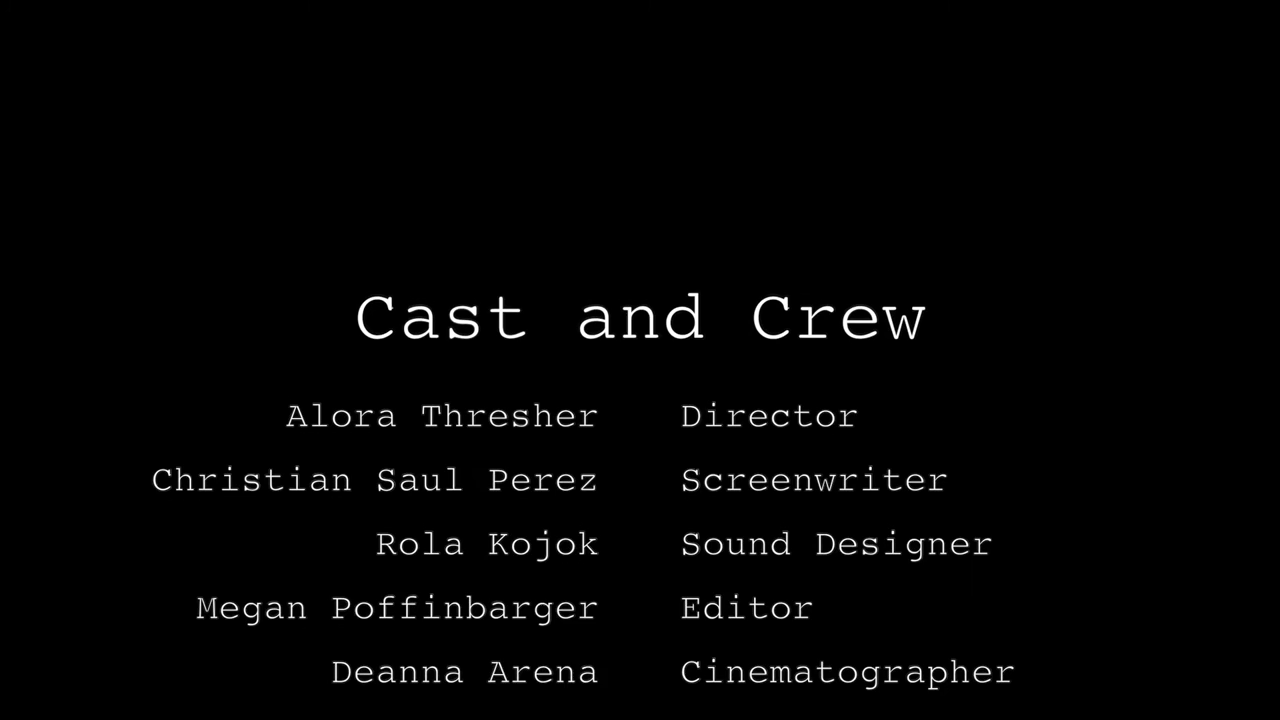 Cast and Crew
Alora Thresher Director
Christian Saul Perez Screenwriter
Rola Kojok Sound Designer
Megan Poffinbarger Editor
Deanna Arena Cinematographer